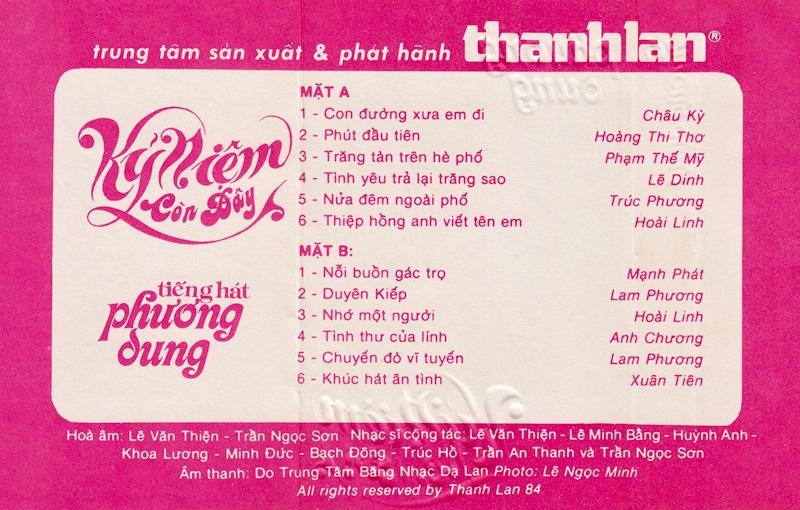 trung tâm sản xuất & phát hành thanhlan®
Kỷ Niệm
Còn Đây
tiếng hát
phương
dung
MẶT A
1 - Con đưởng xưa em đi Châu Kỳ
2 - Phút đầu tiên Hoàng Thi Thơ
3 - Trăng tàn trên hè phố Phạm Thế Mỹ
4 - Tình yêu trả lại trăng sao Lê Dinh
5 - Nửa đêm ngoài phố Trúc Phương
6 - Thiệp hồng anh viết tên em Hoài Linh
MẶT B:
1 - Nỗi buồn gác trọ Mạnh Phát
2 - Duyên Kiếp Lam Phương
3 - Nhớ một người Hoài Linh
4 - Tình thư của lính Anh Chương
5 - Chuyến đò vĩ tuyến Lam Phương
6 - Khúc hát ân tình Xuân Tiên
Hoà âm: Lê Văn Thiện - Trần Ngọc Sơn Nhạc sĩ cộng tác: Lê Văn Thiện - Lê Minh Bằng - Huỳnh Anh -
Khoa Lương - Minh Đức - Bạch Đông - Trúc Hồ - Trần An Thanh và Trần Ngọc Sơn
Âm thanh: Do Trung Tâm Băng Nhạc Dạ Lan Photo: Lê Ngọc Minh
All rights reserved by Thanh Lan 84